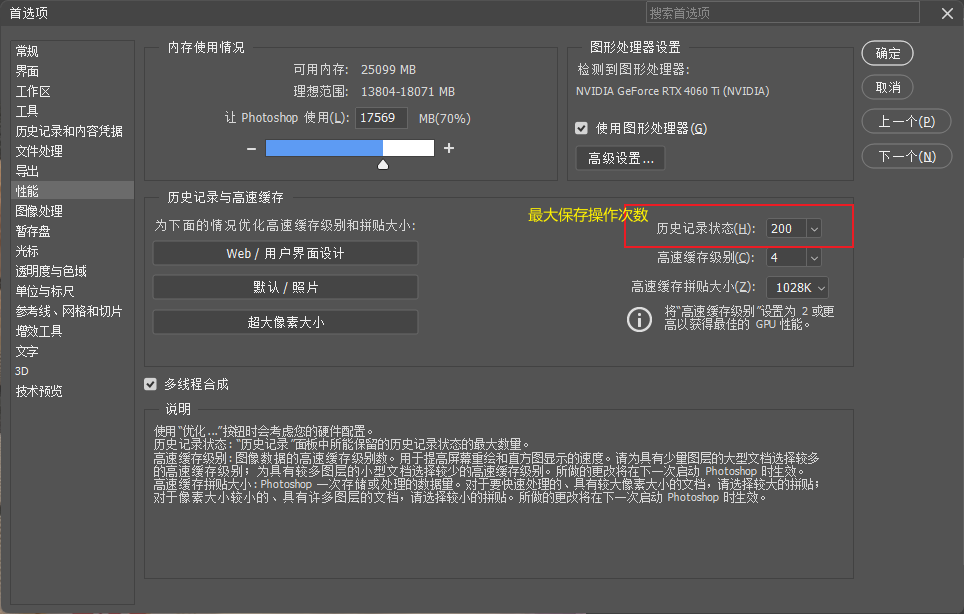 首选项
搜索首选项
常规
界面
工作区
工具
历史记录和内容凭据
文件处理
导出
性能
图像处理
暂存盘
光标
透明度与色域
单位与标尺
参考线、网格和切片
增效工具
文字
3D
技术预览
内存使用情况
可用内存: 25099 MB
理想范围: 13804-18071 MB
让 Photoshop 使用(L): 17569 MB(70%)
图形处理器设置
检测到图形处理器:
NVIDIA GeForce RTX 4060 Ti (NVIDIA)
使用图形处理器(G)
高级设置...
确定
取消
上一个(P)
下一个(N)
历史记录与高速缓存
为下面的情况优化高速缓存级别和拼贴大小:
Web / 用户界面设计
默认 / 照片
超大像素大小
最大保存操作次数
历史记录状态(H): 200
高速缓存级别(C): 4
高速缓存拼贴大小(Z): 1028K
将“高速缓存级别”设置为 2 或更
高以获得最佳的 GPU 性能。
多线程合成
说明
使用“优化...”按钮时会考虑您的硬件配置。
历史记录状态:“历史记录”面板中所能保留的历史记录状态的最大数量。
高速缓存级别:图像数据的高速缓存级别数。用于提高屏幕重绘和直方图显示的速度。请为具有少量图层的大型文档选择较多
的高速缓存级别；为具有较多图层的小型文档选择较少的高速缓存级别。所做的更改将在下一次启动 Photoshop 时生效。
高速缓存拼贴大小:Photoshop 一次存储或处理的数据量。对于要快速处理的、具有较大像素大小的文档，请选择较大的拼贴；
对于像素大小较小的、具有许多图层的文档，请选择较小的拼贴。所做的更改将在下一次启动 Photoshop 时生效。